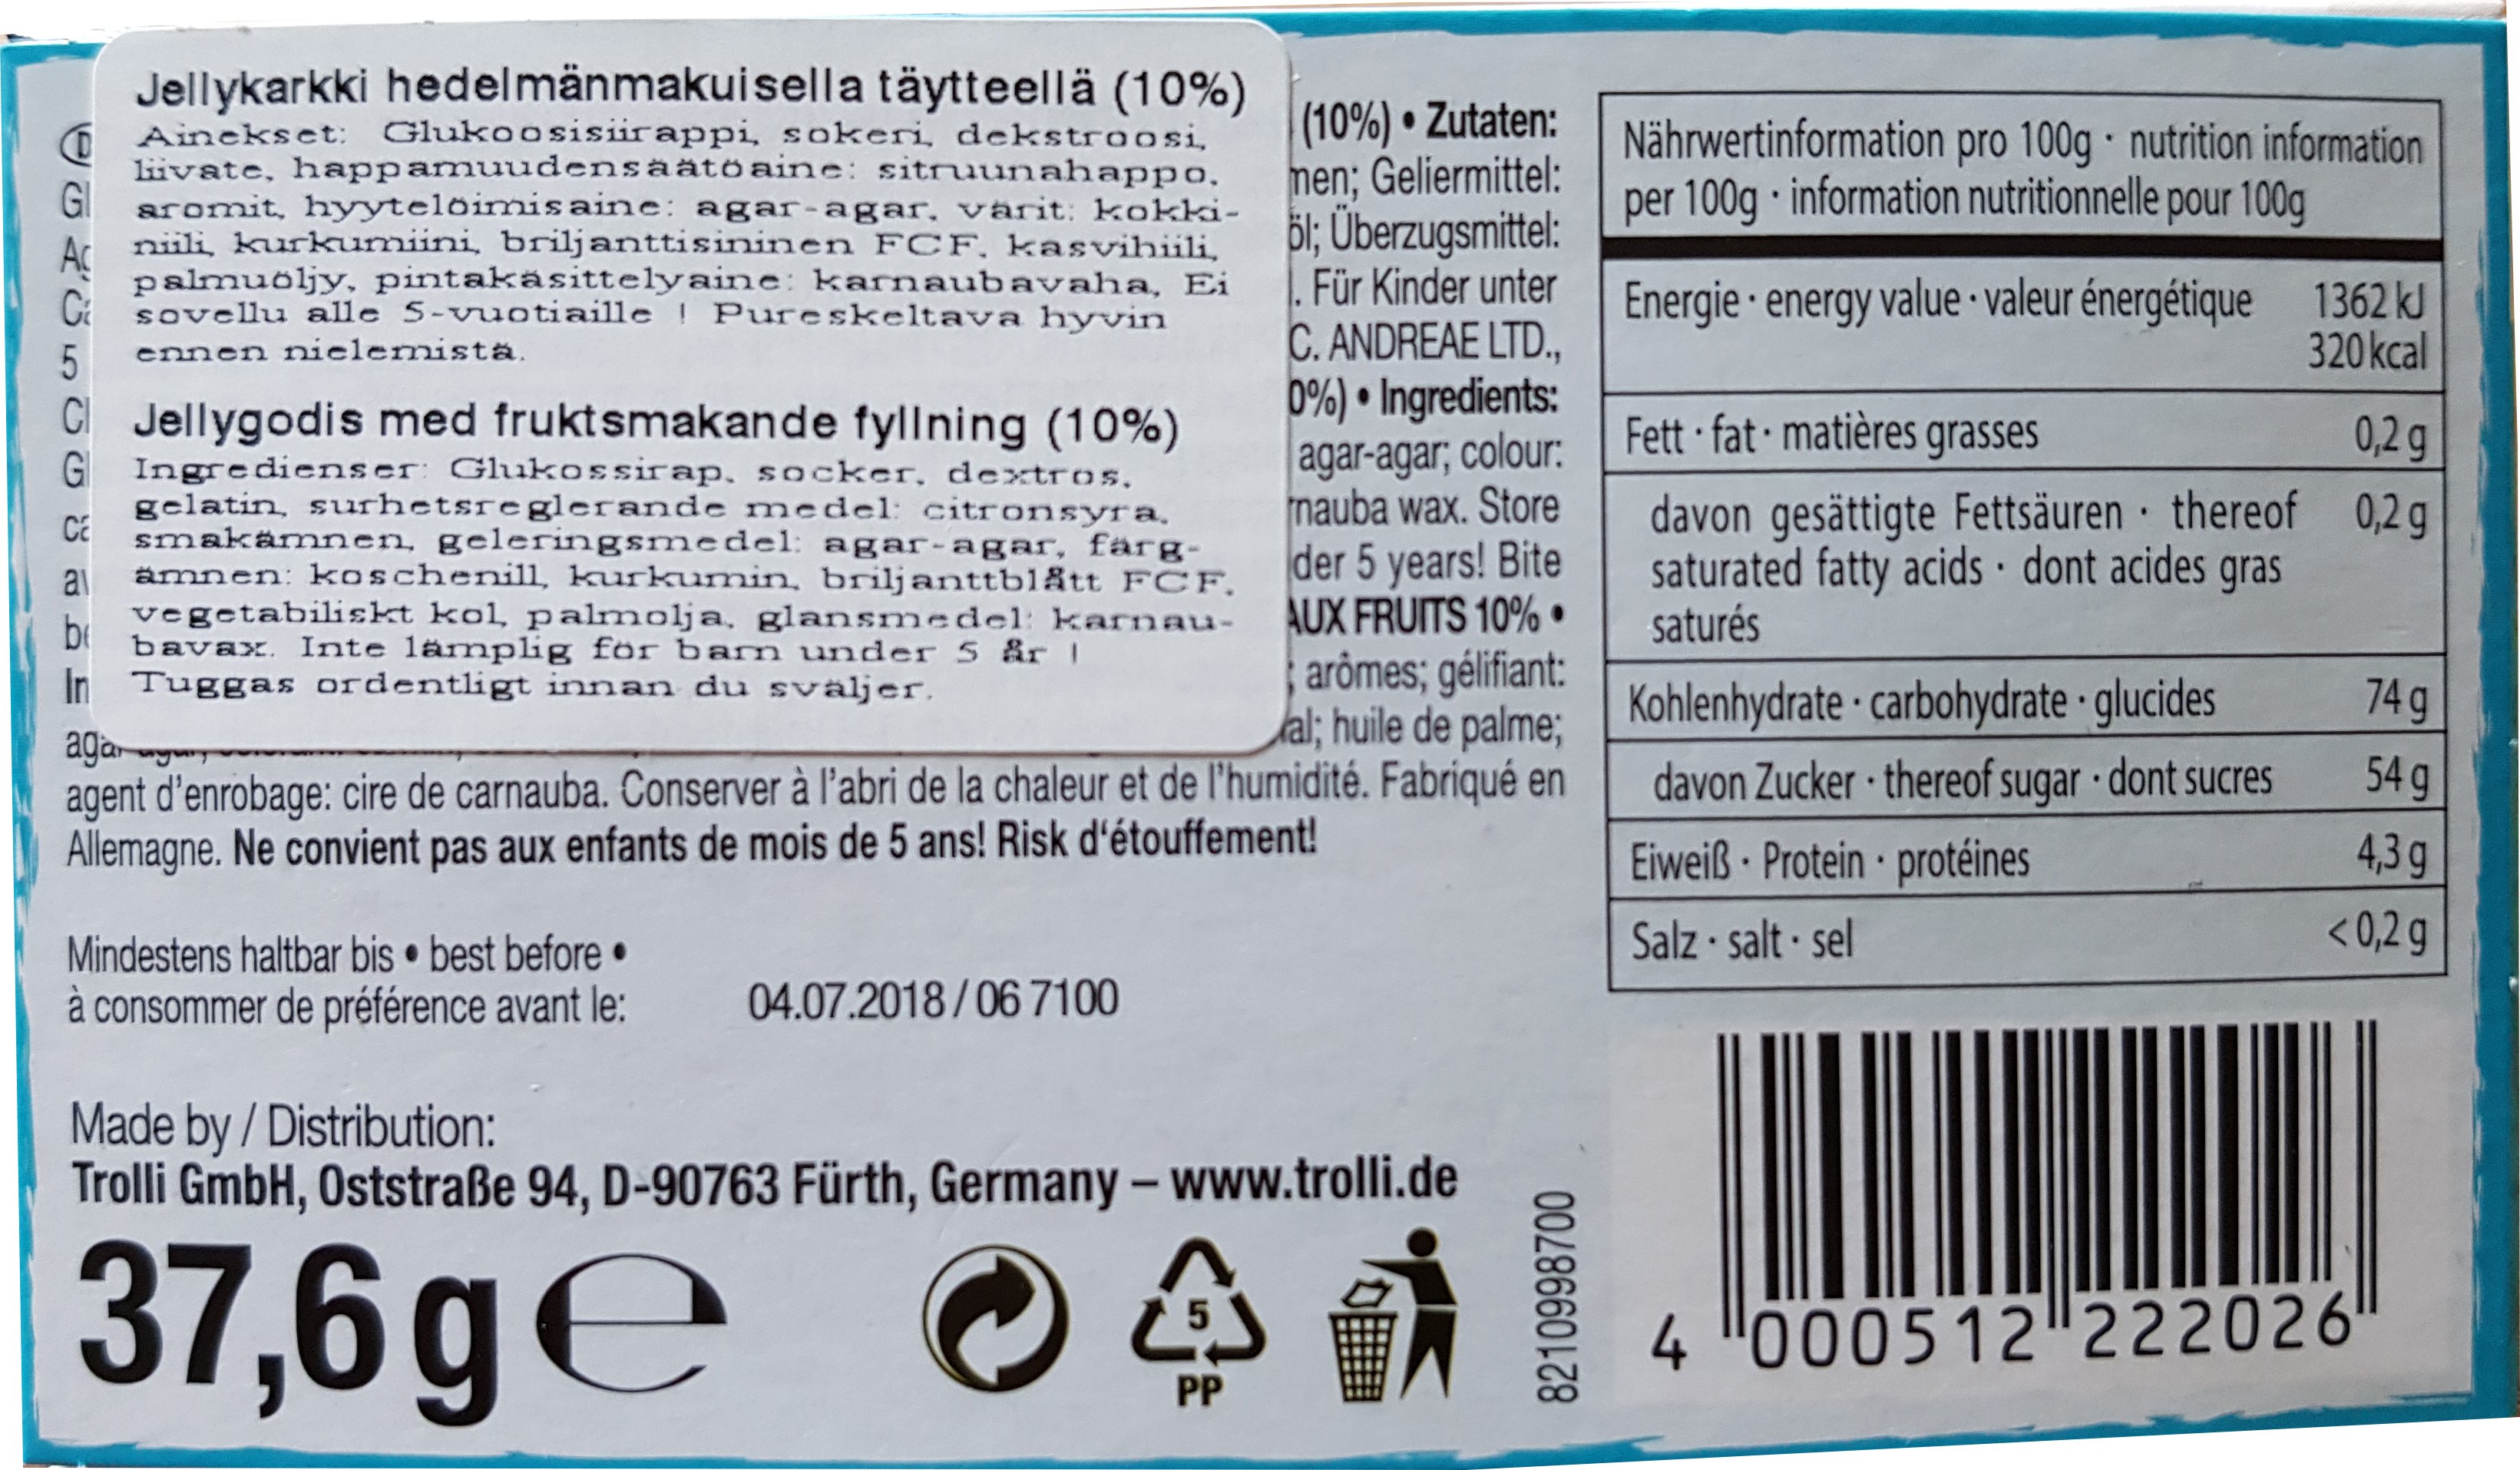 Jellykarkki hedelmänmakuisella täytteellä (10%)
Ainekset: Glukoosisiirappi, sokeri, dekstroosi,
liivate, happamuudensäätöaine: sitruunahappo,
aromit, hyytelöimisaine: agar-agar, värit: kokki-
niili, kurkumiini, briljanttisininen FCF, kasvihiili,
palmuöljy, pintakäsittelyaine: karnaubavaha, Ei
sovellu alle 5-vuotiaille ! Pureskeltava hyvin
ennen nielemistä.
Jellygodis med fruktsmakande fyllning (10%)
Ingredienser: Glukossirap, socker, dextros,
gelatin, surhetsreglerande medel: citronsyra,
smakämnen, geleringsmedel: agar-agar, färg-
ämnen: koschenill, kurkumin, briljanttblått FCF,
vegetabiliskt kol, palmolja, glansmedel: karnau-
bavax. Inte lämplig för barn under 5 år !
Tuggas ordentligt innan du sväljer.
(10%) • Zutaten:
men; Geliermittel:
öl; Überzugsmittel:
. Für Kinder unter
5 C. ANDREAE LTD.,
0%) • Ingredients:
agar-agar; colour:
rnauba wax. Store
der 5 years! Bite
AUX FRUITS 10% •
; arômes; gélifiant:
al; huile de palme;
agent d'enrobage: cire de carnauba. Conserver à l'abri de la chaleur et de l'humidité. Fabriqué en
Allemagne. Ne convient pas aux enfants de mois de 5 ans! Risk d'étouffement!
Mindestens haltbar bis • best before •
à consommer de préférence avant le: 04.07.2018 / 06 7100
Made by / Distribution:
Trolli GmbH, Oststraße 94, D-90763 Fürth, Germany – www.trolli.de
37,6 g e
5
PP
82109998700
Nährwertinformation pro 100g · nutrition information
per 100g · information nutritionnelle pour 100g
Energie · energy value · valeur énergétique 1362 kJ
320 kcal
Fett · fat · matières grasses 0,2 g
davon gesättigte Fettsäuren · thereof 0,2 g
saturated fatty acids · dont acides gras
saturés
Kohlenhydrate · carbohydrate · glucides 74 g
davon Zucker · thereof sugar · dont sucres 54 g
Eiweiß · Protein · protéines 4,3 g
Salz · salt · sel < 0,2 g
4 000512 222026